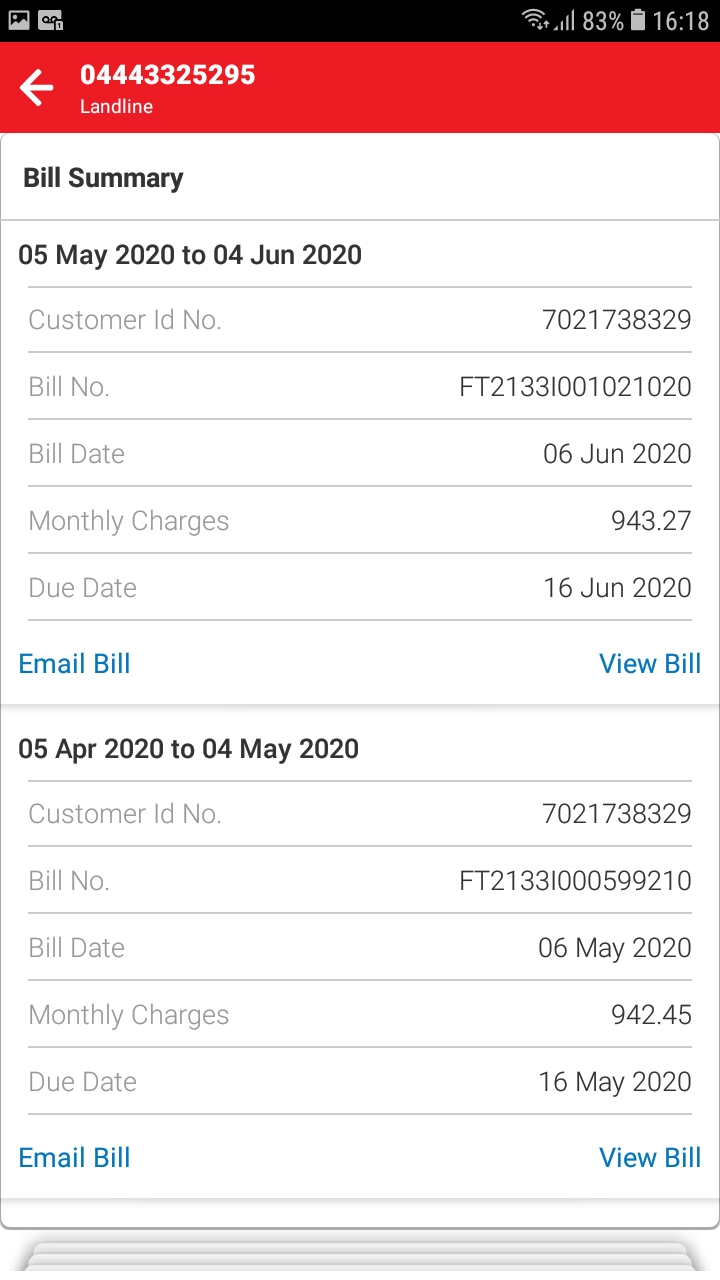 83% 16:18
04443325295
Landline
Bill Summary
05 May 2020 to 04 Jun 2020
Customer Id No. 7021738329
Bill No. FT2133I001021020
Bill Date 06 Jun 2020
Monthly Charges 943.27
Due Date 16 Jun 2020
Email Bill View Bill
05 Apr 2020 to 04 May 2020
Customer Id No. 7021738329
Bill No. FT2133I000599210
Bill Date 06 May 2020
Monthly Charges 942.45
Due Date 16 May 2020
Email Bill View Bill